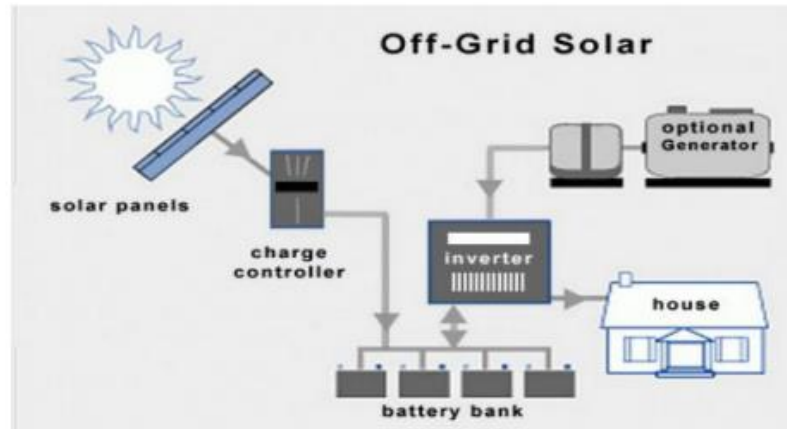 Off-Grid Solar
optional
Generator
solar panels
charge
controller
inverter
house
battery bank